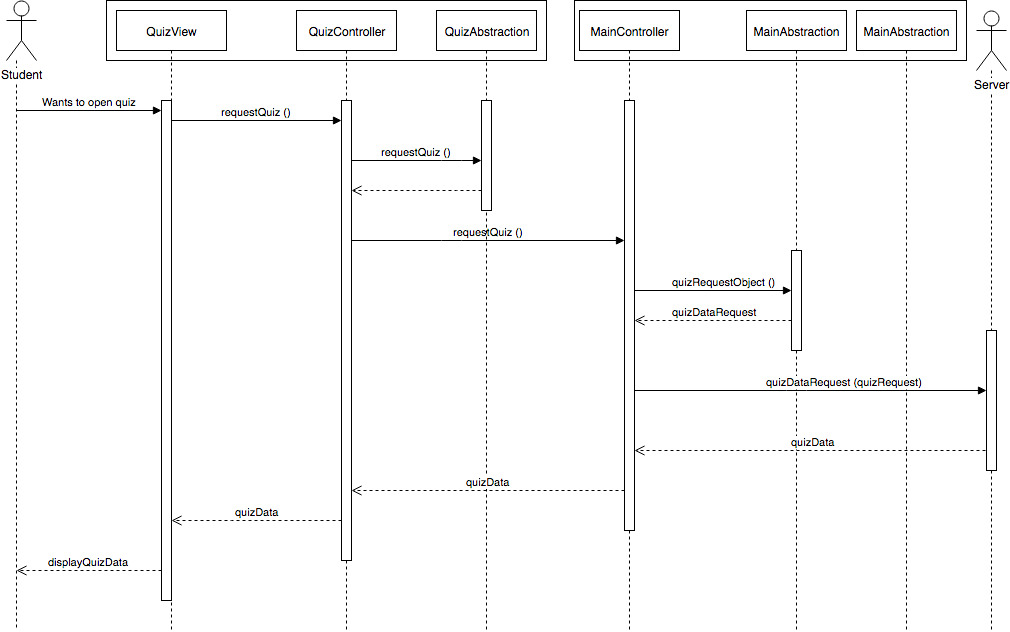 QuizView
QuizController
QuizAbstraction
MainController
MainAbstraction
MainAbstraction
Student
Server
Wants to open quiz
requestQuiz ()
requestQuiz ()
requestQuiz ()
quizRequestObject ()
quizDataRequest
quizDataRequest (quizRequest)
quizData
quizData
quizData
displayQuizData